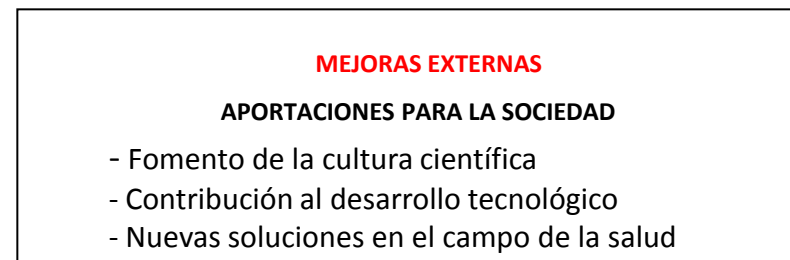 MEJORAS EXTERNAS
APORTACIONES PARA LA SOCIEDAD
- Fomento de la cultura científica
- Contribución al desarrollo tecnológico
- Nuevas soluciones en el campo de la salud